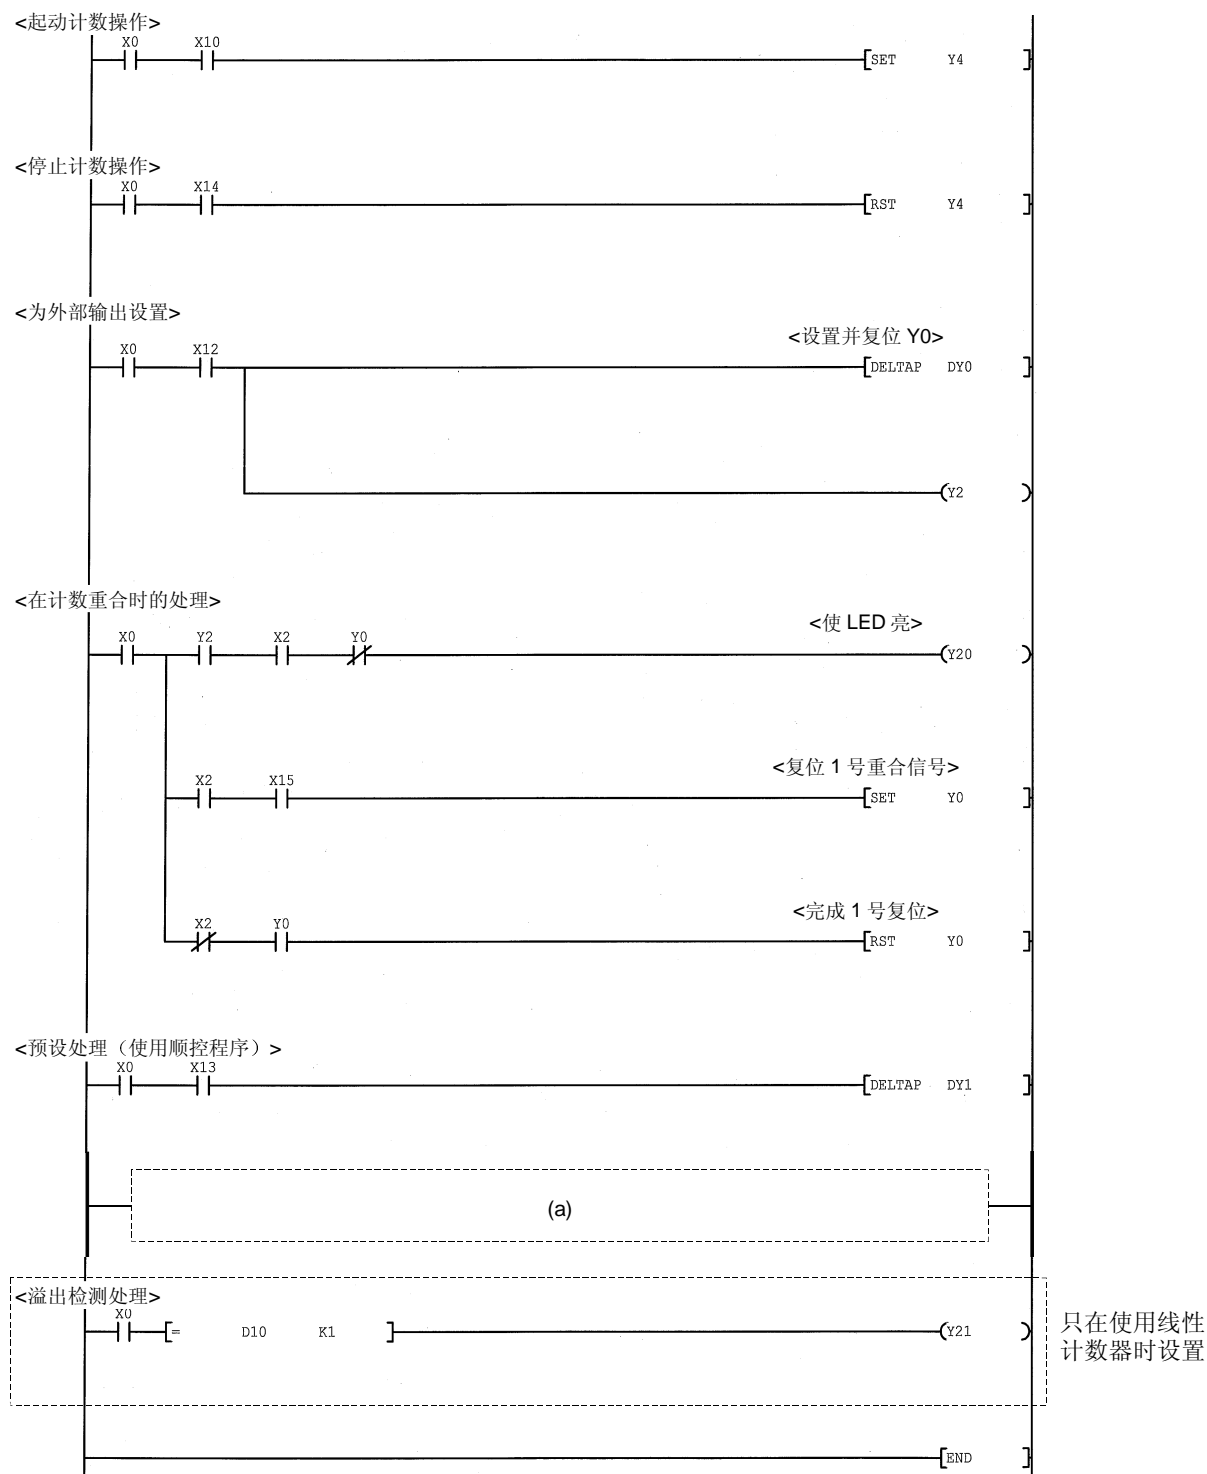 <起动计数操作>
X0 X10
SET Y4
<停止计数操作>
X0 X14
RST Y4
<为外部输出设置>
<设置并复位 Y0>
X0 X12
DELTAP DY0
Y2
<在计数重合时的处理>
<使 LED 亮>
X0 Y2 X2 Y0
Y20
<复位 1 号重合信号>
X2 X15
SET Y0
<完成 1 号复位>
X2 Y0
RST Y0
<预设处理（使用顺控程序）>
X0 X13
DELTAP DY1
(a)
<溢出检测处理>
X0
= D10 K1
Y21
只在使用线性
计数器时设置
END